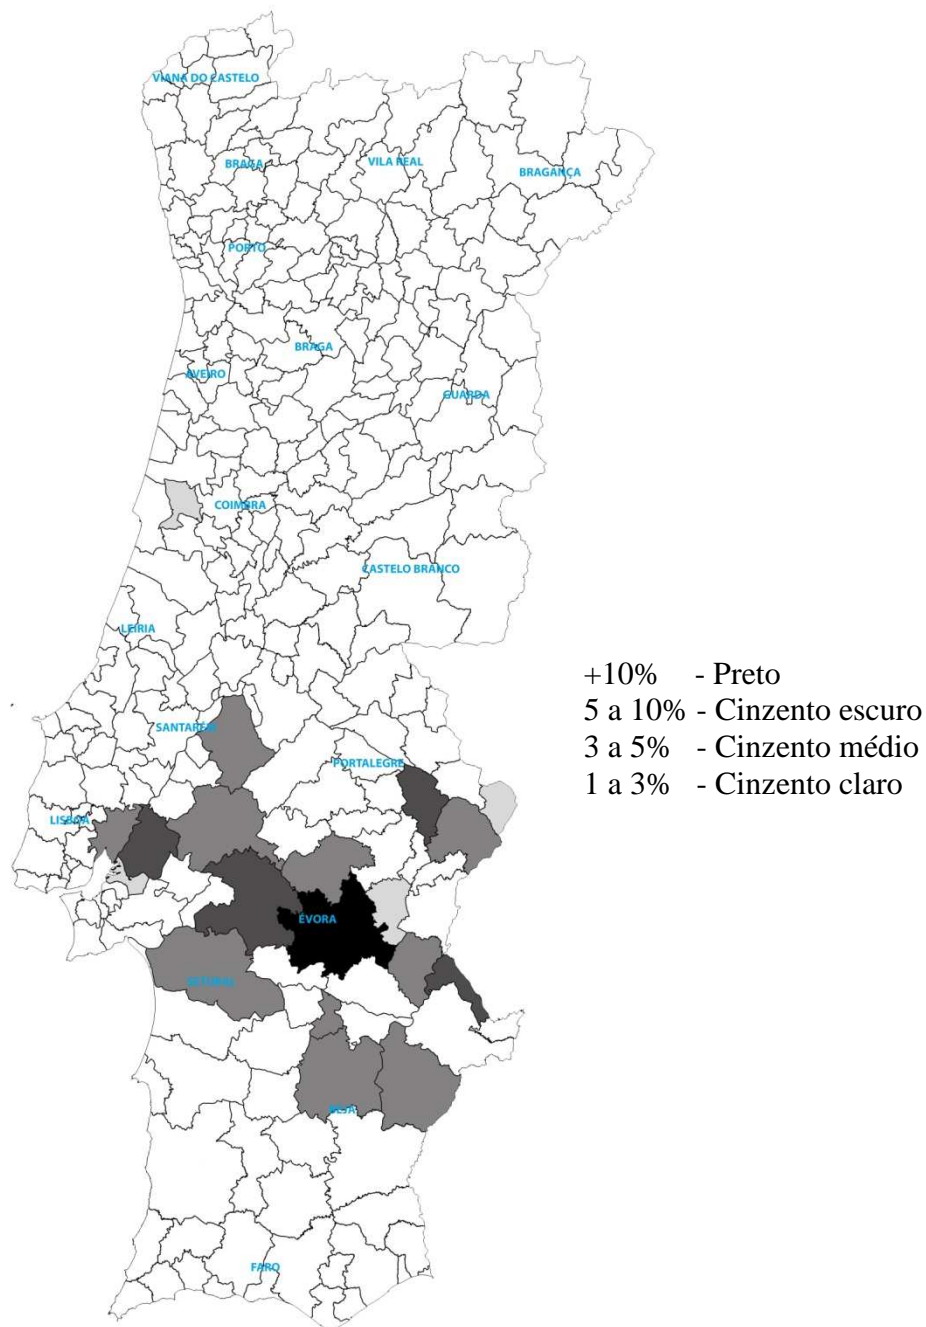 VIANA DO CASTELO
BRAGA
VILA REAL
BRAGANÇA
PORTO
BRAGA
AVEIRO
GUARDA
COIMBRA
CASTELO BRANCO
LEIRIA
+10% - Preto
5 a 10% - Cinzento escuro
3 a 5% - Cinzento médio
1 a 3% - Cinzento claro
SANTARÉM
PORTALEGRE
LISBOA
ÉVORA
SETÚBAL
BEJA
FARO